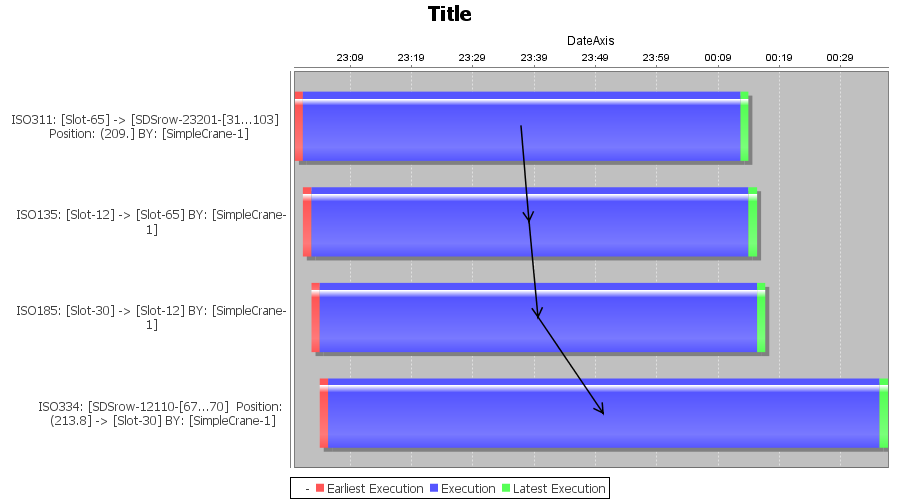 Title
DateAxis
23:09 23:19 23:29 23:39 23:49 23:59 00:09 00:19 00:29
ISO311: [Slot-65] -> [SDSrow-23201-[31...103]
Position: (209.] BY: [SimpleCrane-1]
ISO135: [Slot-12] -> [Slot-65] BY: [SimpleCrane-
1]
ISO185: [Slot-30] -> [Slot-12] BY: [SimpleCrane-
1]
ISO334: [SDSrow-12110-[67...70] Position:
(213.8] -> [Slot-30] BY: [SimpleCrane-1]
- Earliest Execution Execution Latest Execution